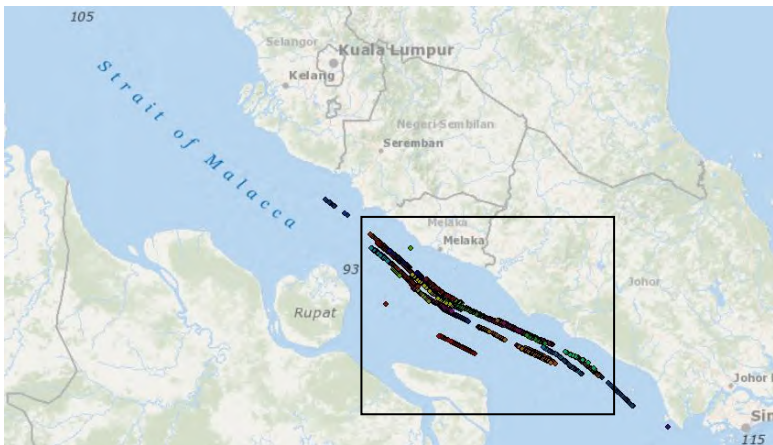 105
Selangor
Kuala Lumpur
Kelang
Strait of Malacca
Negeri Sembilan
Seremban
Melaka
Melaka
93
Johor
Rupat
Johor
Sin
115